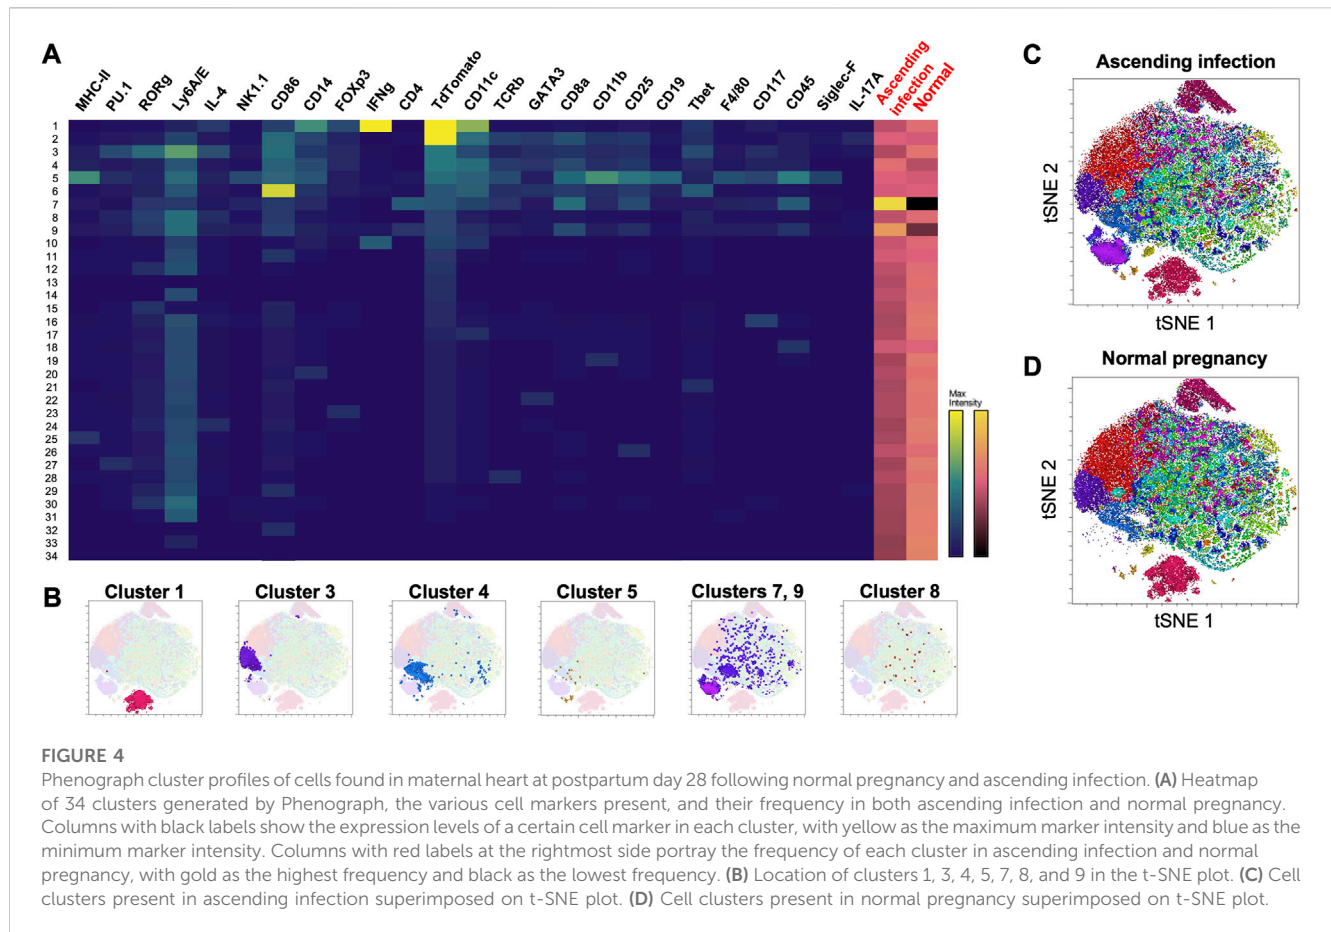 A
MHC-II
PU.1
RORg
Ly6A/E
IL-4
NK1.1
CD86
CD14
FOXp3
IFNg
CD4
TdTomato
CD11c
TCRb
GATA3
CD8a
CD11b
CD25
CD19
Tbet
F4/80
CD117
CD45
Siglec-F
IL-17A
Ascending
infection
Normal
1
2
3
4
5
6
7
8
9
10
11
12
13
14
15
16
17
18
19
20
21
22
23
24
25
26
27
28
29
30
31
32
33
34
Max
Intensity
C
Ascending infection
tSNE 2
tSNE 1
D
Normal pregnancy
tSNE 2
tSNE 1
B
Cluster 1
Cluster 3
Cluster 4
Cluster 5
Clusters 7, 9
Cluster 8
FIGURE 4
Phenograph cluster profiles of cells found in maternal heart at postpartum day 28 following normal pregnancy and ascending infection. (A) Heatmap
of 34 clusters generated by Phenograph, the various cell markers present, and their frequency in both ascending infection and normal pregnancy.
Columns with black labels show the expression levels of a certain cell marker in each cluster, with yellow as the maximum marker intensity and blue as the
minimum marker intensity. Columns with red labels at the rightmost side portray the frequency of each cluster in ascending infection and normal
pregnancy, with gold as the highest frequency and black as the lowest frequency. (B) Location of clusters 1, 3, 4, 5, 7, 8, and 9 in the t-SNE plot. (C) Cell
clusters present in ascending infection superimposed on t-SNE plot. (D) Cell clusters present in normal pregnancy superimposed on t-SNE plot.